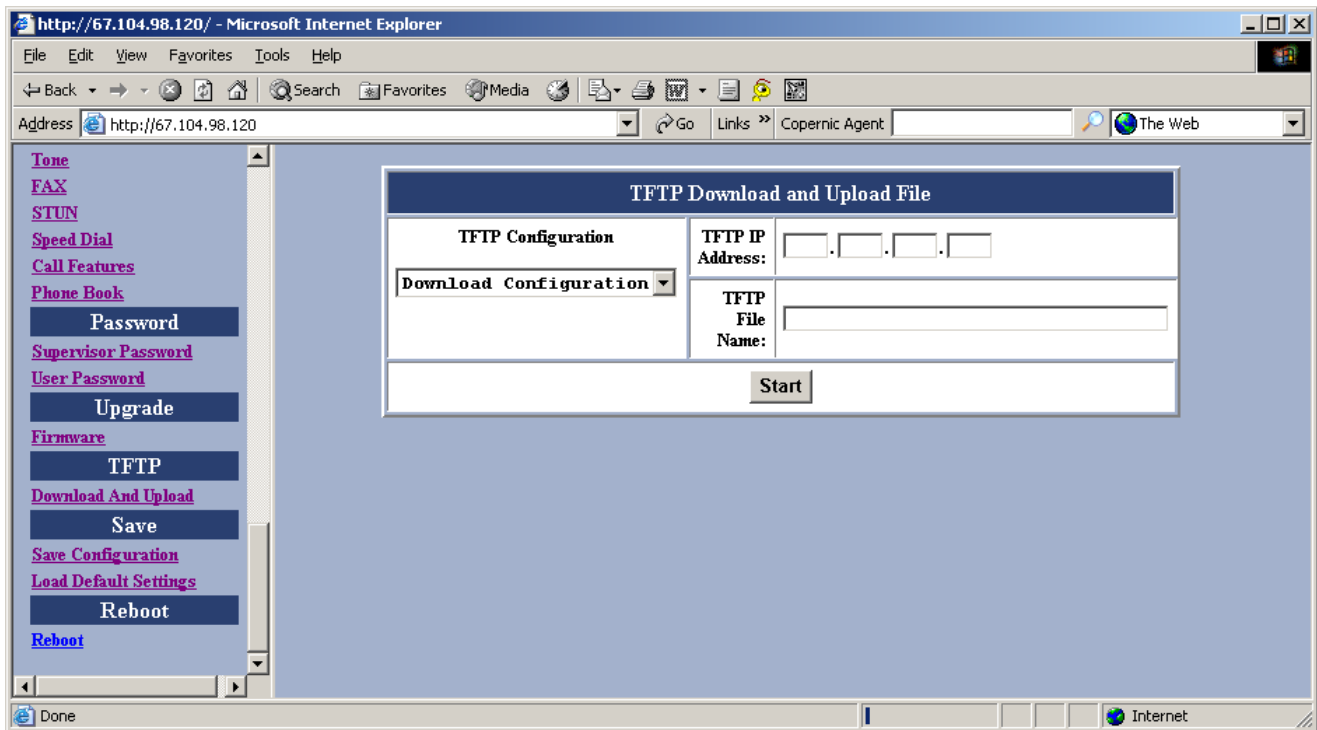 http://67.104.98.120/ - Microsoft Internet Explorer
File Edit View Favorites Tools Help
Back Search Favorites Media
Address http://67.104.98.120 Go Links » Copernic Agent The Web
Tone
FAX
STUN
Speed Dial
Call Features
Phone Book
Password
Supervisor Password
User Password
Upgrade
Firmware
TFTP
Download And Upload
Save
Save Configuration
Load Default Settings
Reboot
Reboot
TFTP Download and Upload File
TFTP Configuration
Download Configuration
TFTP IP
Address:
. . .
TFTP
File
Name:
Start
Done Internet